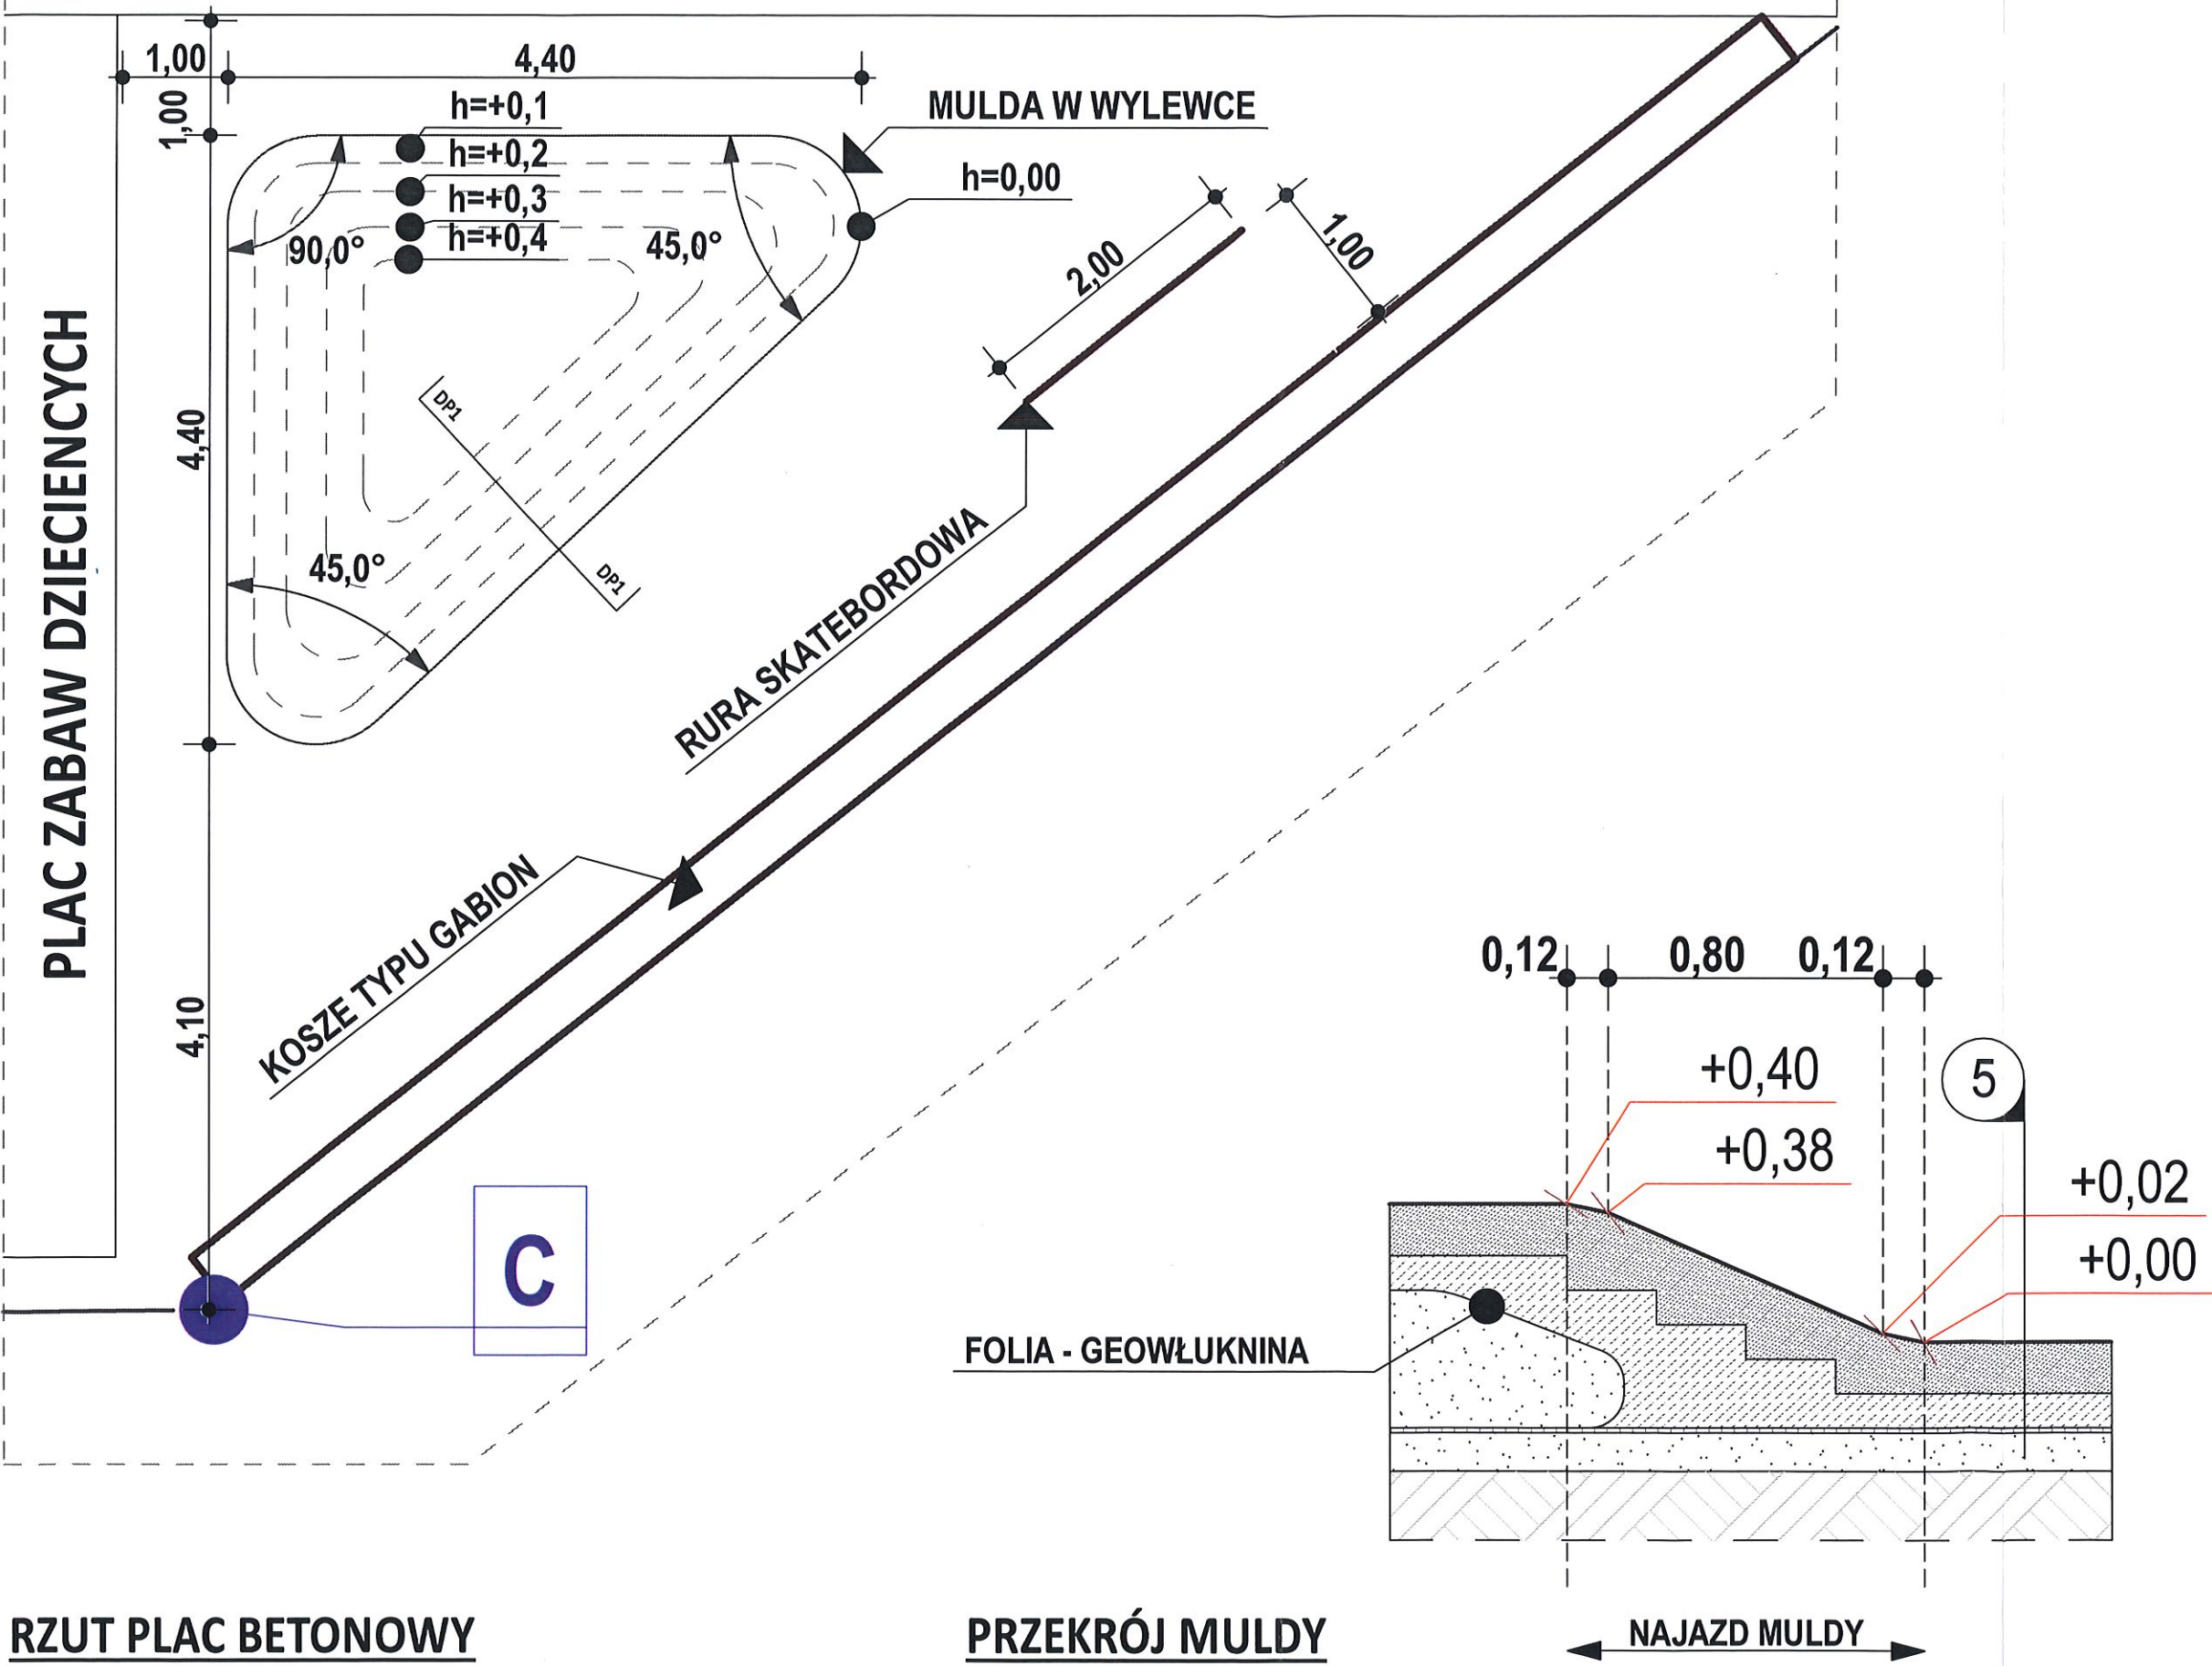 1,00
4,40
1,00
h=+0,1
h=+0,2
h=+0,3
h=+0,4
MULDA W WYLEWCE
h=0,00
90,0°
45,0°
45,0°
2,00
1,00
DP1
DP1
4,40
PLAC ZABAW DZIECIENCYCH
RURA SKATEBORDOWA
KOSZE TYPU GABION
4,10
C
0,12
0,80
0,12
+0,40
+0,38
5
+0,02
+0,00
FOLIA - GEOWŁUKNINA
RZUT PLAC BETONOWY
PRZEKRÓJ MULDY
NAJAZD MULDY